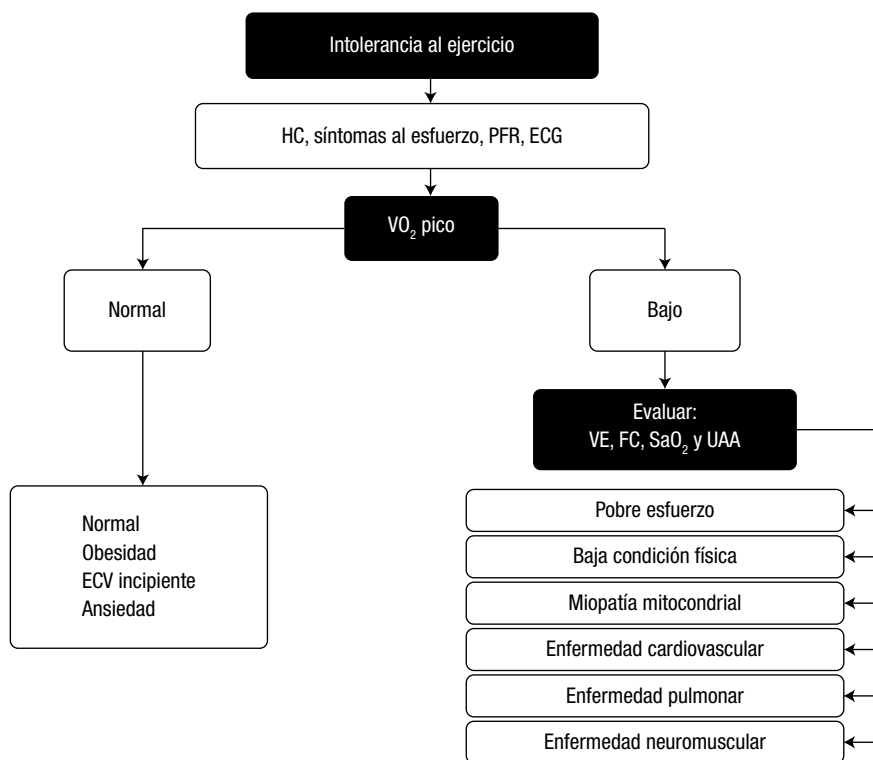 Intolerancia al ejercicio
HC, síntomas al esfuerzo, PFR, ECG
VO₂ pico
Normal
Bajo
Evaluar:
VE, FC, SaO₂ y UAA
Normal
Obesidad
ECV incipiente
Ansiedad
Pobre esfuerzo
Baja condición física
Miopatía mitocondrial
Enfermedad cardiovascular
Enfermedad pulmonar
Enfermedad neuromuscular